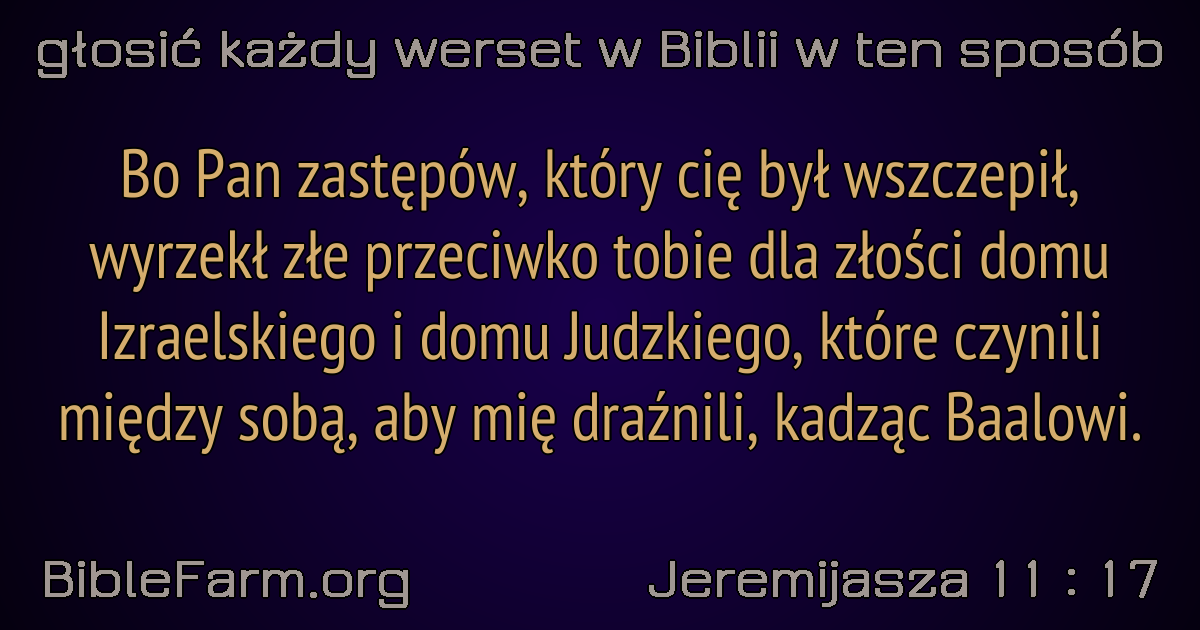 głosić każdy werset w Biblii w ten sposób
Bo Pan zastępów, który cię był wszczepił,
wyrzekł złe przeciwko tobie dla złości domu
Izraelskiego i domu Judzkiego, które czynili
między sobą, aby mię draźnili, kadząc Baalowi.
BibleFarm.org
Jeremijasza 11 : 17